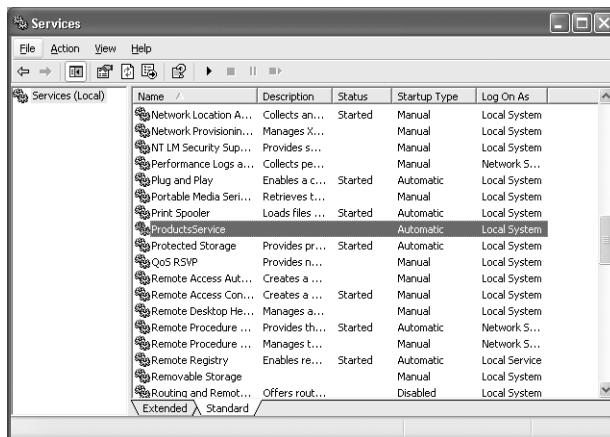 Services
File Action View Help
Services (Local)
Name Description Status Startup Type Log On As
Network Location A... Collects an... Started Manual Local System
Network Provisionin... Manages X... Manual Local System
NT LM Security Sup... Provides s... Manual Local System
Performance Logs a... Collects pe... Manual Network S...
Plug and Play Enables a c... Started Automatic Local System
Portable Media Seri... Retrieves t... Manual Local System
Print Spooler Loads files ... Started Automatic Local System
ProductsService Automatic Local System
Protected Storage Provides pr... Started Automatic Local System
QoS RSVP Provides n... Manual Local System
Remote Access Aut... Creates a ... Manual Local System
Remote Access Con... Creates a ... Started Manual Local System
Remote Desktop He... Manages a... Manual Local System
Remote Procedure ... Provides th... Started Automatic Network S...
Remote Procedure ... Manages t... Manual Network S...
Remote Registry Enables re... Started Automatic Local Service
Removable Storage Manual Local System
Routing and Remot... Offers rout... Disabled Local System
Extended Standard